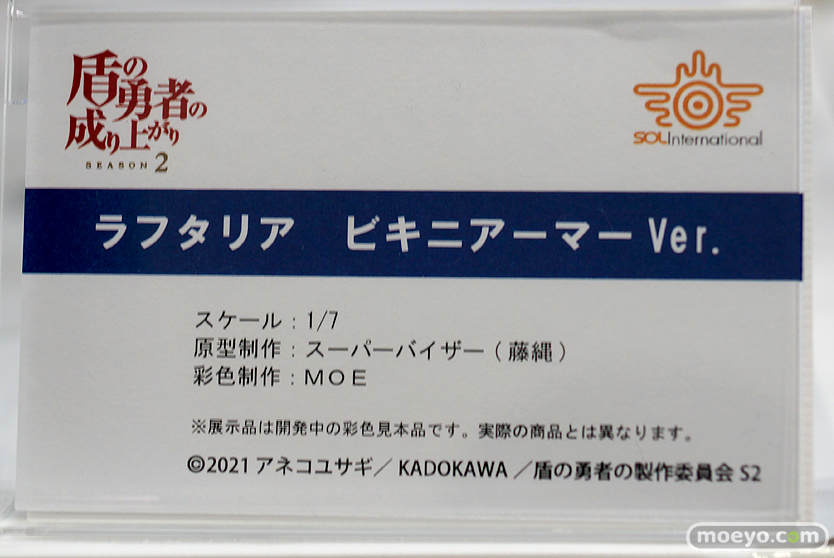 盾の
勇者の
成り上がり
SEASON 2
SOL International
ラフタリア　ビキニアーマーVer.
スケール：1/7
原型制作：スーパーバイザー（藤縄）
彩色制作：ＭＯＥ
※展示品は開発中の彩色見本品です。実際の商品とは異なります。
©2021 アネコユサギ／KADOKAWA／盾の勇者の製作委員会 S2
moeyo.com